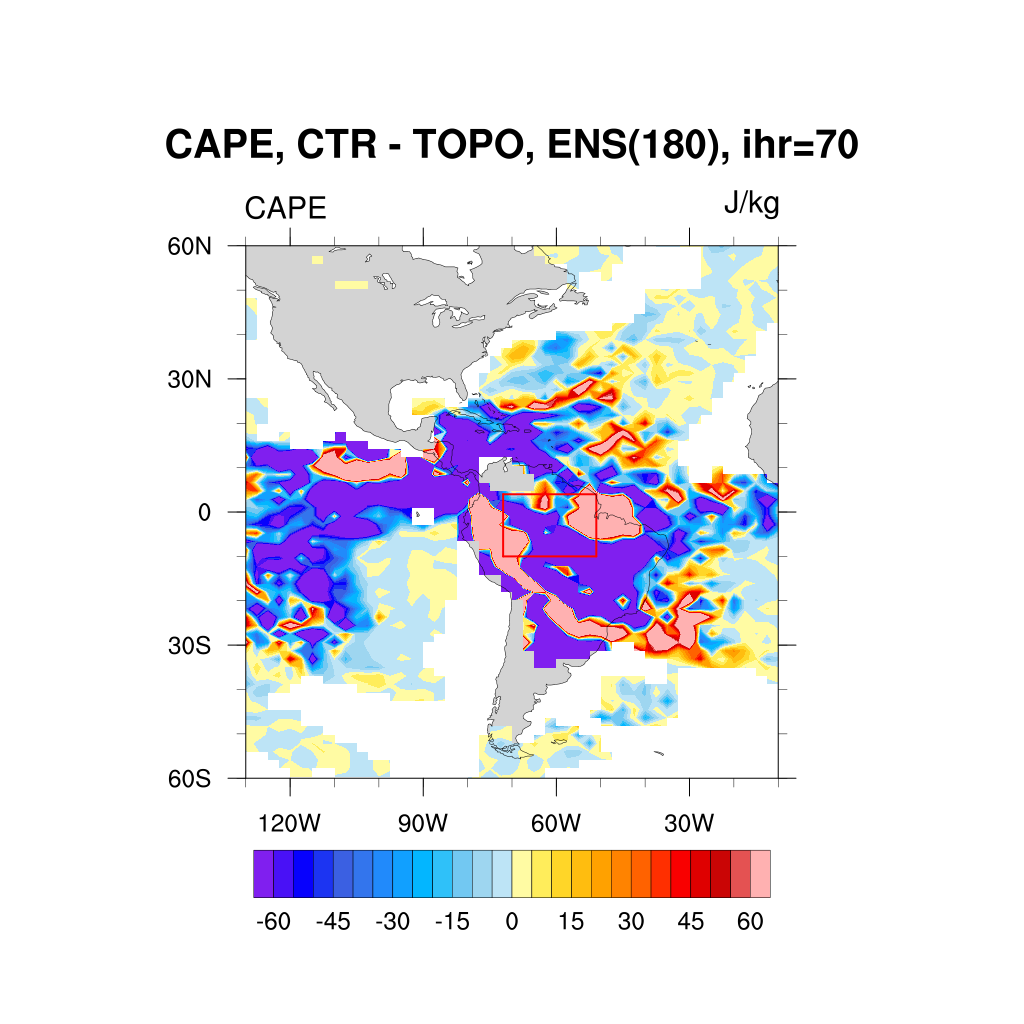 CAPE, CTR - TOPO, ENS(180), ihr=70
CAPE J/kg
60N
30N
0
30S
60S
120W 90W 60W 30W
-60 -45 -30 -15 0 15 30 45 60